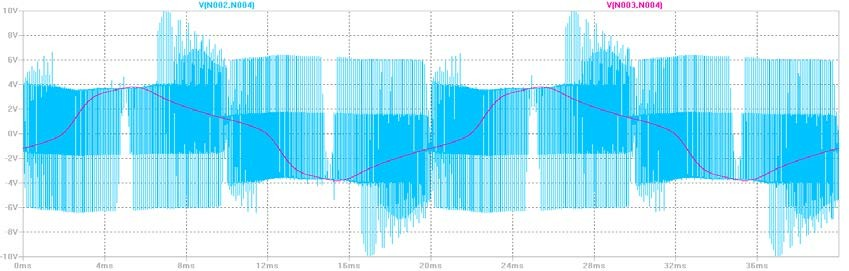 V(N002,N004) V(N003,N004)
10V
8V
6V
4V
2V
0V
-2V
-4V
-6V
-8V
-10V
0ms 4ms 8ms 12ms 16ms 20ms 24ms 28ms 32ms 36ms